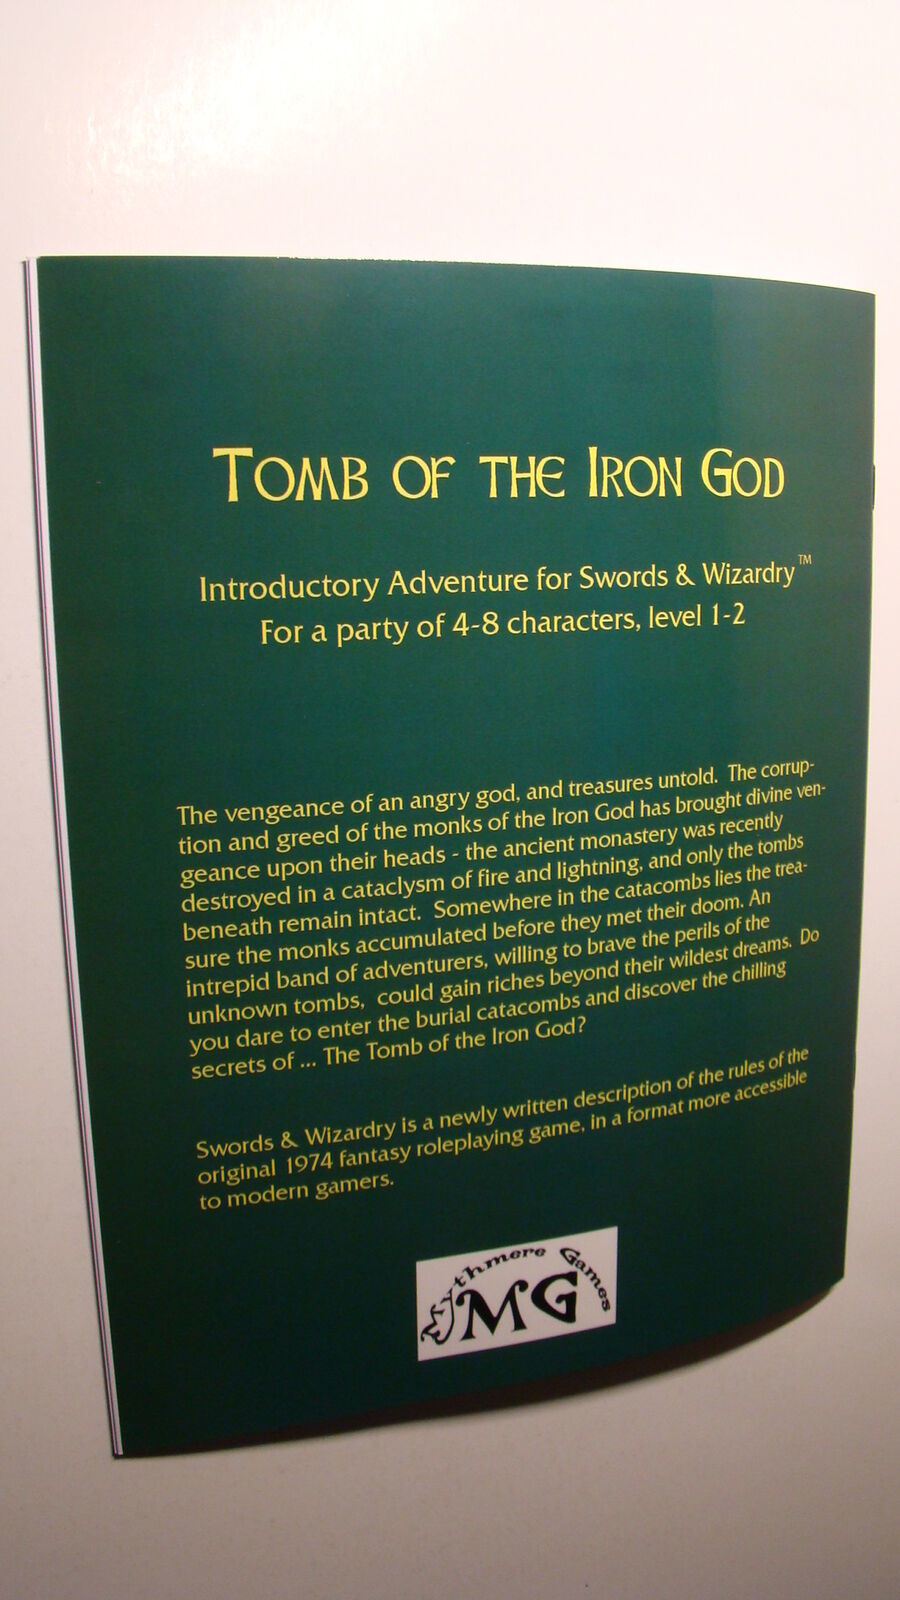 TOMB OF THE IRON GOD
Introductory Adventure for Swords & Wizardry™
For a party of 4-8 characters, level 1-2
The vengeance of an angry god, and treasures untold. The corrup-
tion and greed of the monks of the Iron God has brought divine ven-
geance upon their heads - the ancient monastery was recently
destroyed in a cataclysm of fire and lightning, and only the tombs
beneath remain intact. Somewhere in the catacombs lies the trea-
sure the monks accumulated before they met their doom. An
intrepid band of adventurers, willing to brave the perils of the
unknown tombs, could gain riches beyond their wildest dreams. Do
you dare to enter the burial catacombs and discover the chilling
secrets of ... The Tomb of the Iron God?
Swords & Wizardry is a newly written description of the rules of the
original 1974 fantasy roleplaying game, in a format more accessible
to modern gamers.
Mythmere Games
MG